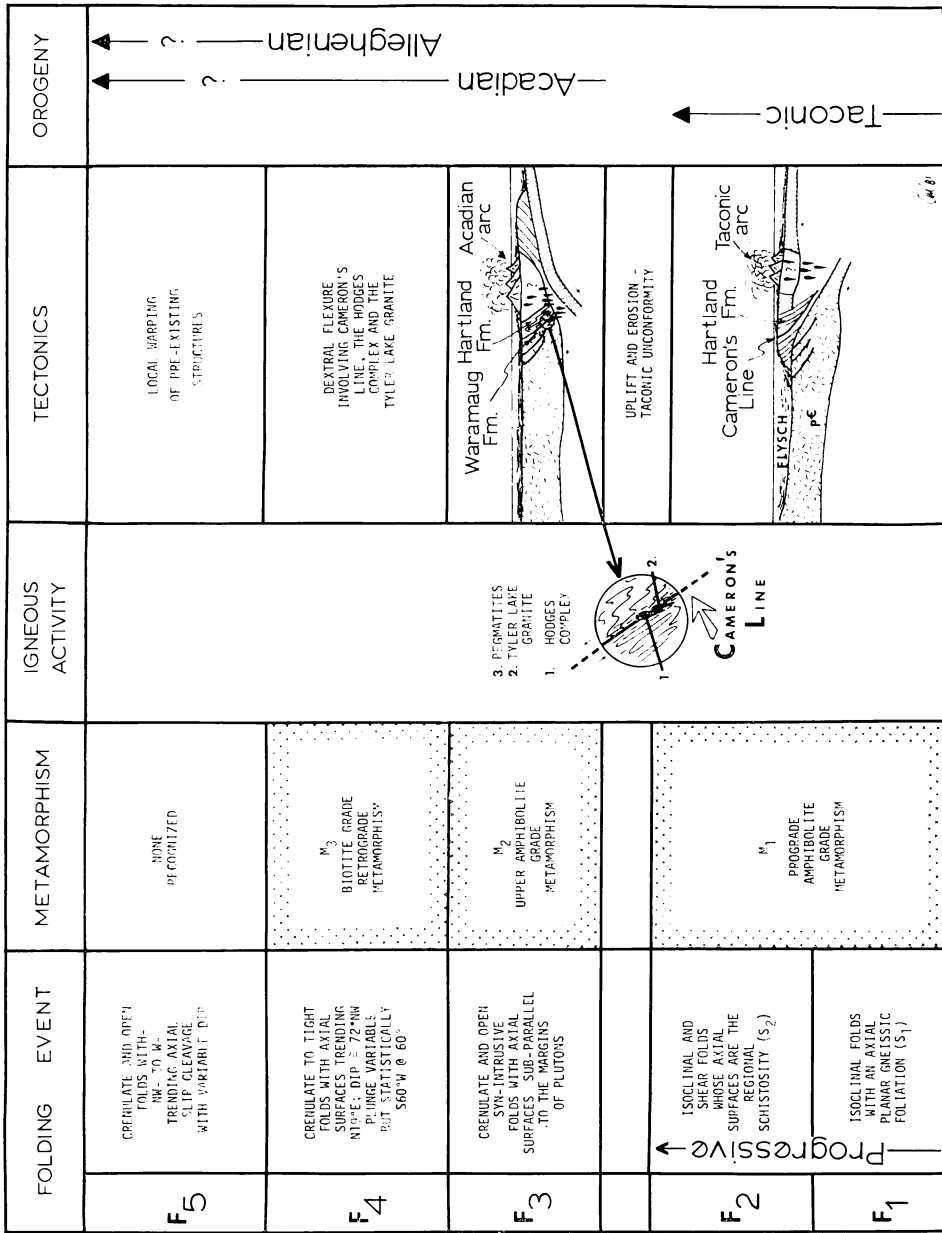 FOLDING EVENT
METAMORPHISM
IGNEOUS
ACTIVITY
TECTONICS
OROGENY
F5
CRENULATE AND OPEN
FOLDS WITH
NW- TO W-
TRENDING AXIAL
SLIP CLEAVAGE
WITH VARIABLE DIP
NONE
RECOGNIZED
LOCAL WARPING
OF PRE-EXISTING
STRUCTURES
F4
CRENULATE TO TIGHT
FOLDS WITH AXIAL
SURFACES TRENDING
N19°E; DIP = 72°NW
PLUNGE VARIABLE
BUT STATISTICALLY
S60°W @ 60°
M3
BIOTITE GRADE
RETROGRADE
METAMORPHISM
DEXTRAL FLEXURE
INVOLVING CAMERON'S
LINE, THE HODGES
COMPLEX AND THE
TYLER LAKE GRANITE
F3
CRENULATE AND OPEN
SYN-INTRUSIVE
FOLDS WITH AXIAL
SURFACES SUB-PARALLEL
TO THE MARGINS
OF PLUTONS
M2
UPPER AMPHIBOLITE
GRADE
METAMORPHISM
3. PEGMATITES
2. TYLER LAKE
GRANITE
1. HODGES
COMPLEX
1
2.
CAMERON'S
LINE
Waramaug
Fm.
Hartland
Fm.
Acadian
arc
UPLIFT AND EROSION -
TACONIC UNCONFORMITY
F2
ISOCLINAL AND
SHEAR FOLDS
WHOSE AXIAL
SURFACES ARE THE
REGIONAL
SCHISTOSITY (S2)
F1
ISOCLINAL FOLDS
WITH AN AXIAL
PLANAR GNEISSIC
FOLIATION (S1)
Progressive
M1
PROGRADE
AMPHIBOLITE
GRADE
METAMORPHISM
Hartland
Fm.
Cameron's
Line
Taconic
arc
FLYSCH
p€
?
Taconic
Acadian
?
Alleghenian
?